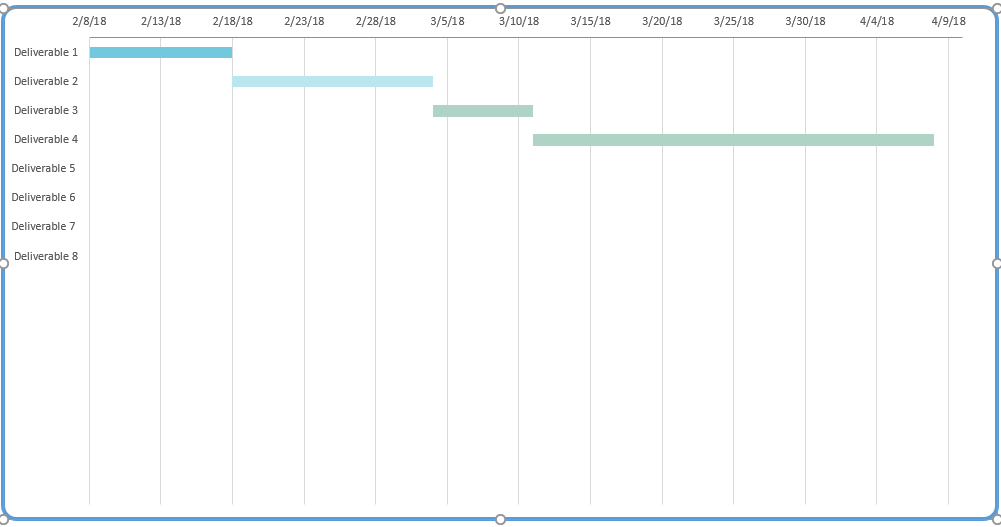 2/8/18 2/13/18 2/18/18 2/23/18 2/28/18 3/5/18 3/10/18 3/15/18 3/20/18 3/25/18 3/30/18 4/4/18 4/9/18
Deliverable 1
Deliverable 2
Deliverable 3
Deliverable 4
Deliverable 5
Deliverable 6
Deliverable 7
Deliverable 8